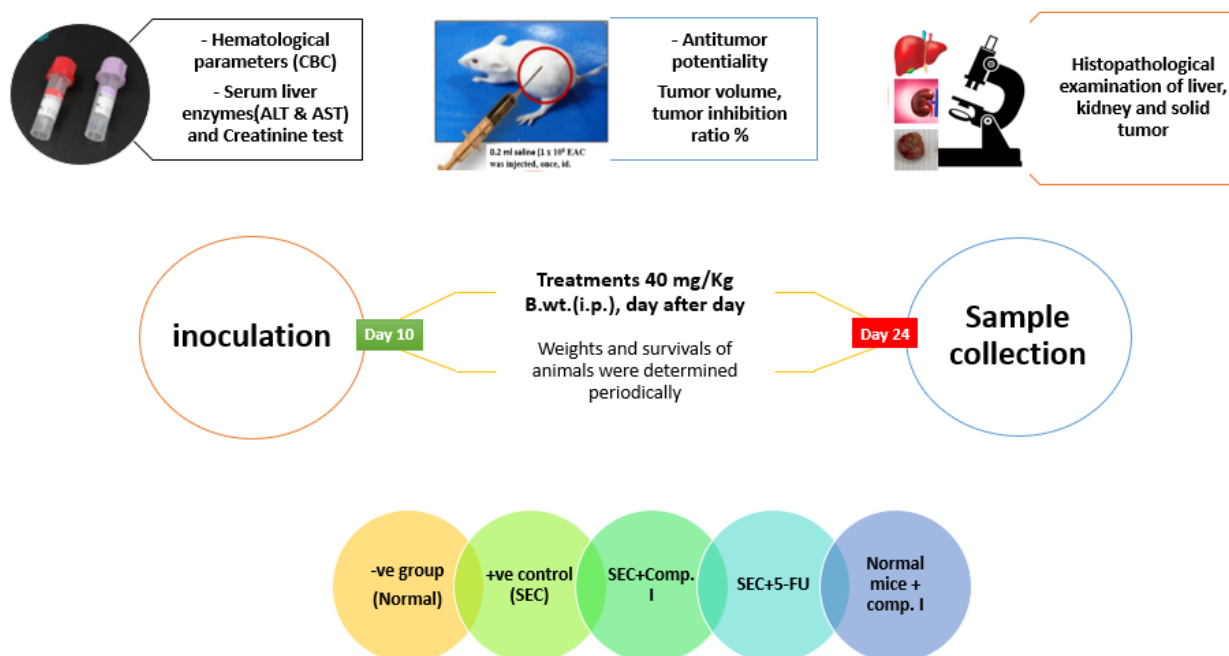 - Hematological
parameters (CBC)
- Serum liver
enzymes(ALT & AST)
and Creatinine test
0.2 ml saline (1 x 10⁶ EAC
was injected, once, id.
- Antitumor
potentiality
Tumor volume,
tumor inhibition
ratio %
Histopathological
examination of liver,
kidney and solid
tumor
inoculation
Day 10
Treatments 40 mg/Kg
B.wt.(i.p.), day after day
Weights and survivals of
animals were determined
periodically
Day 24
Sample
collection
-ve group
(Normal)
+ve control
(SEC)
SEC+Comp.
I
SEC+5-FU
Normal
mice +
comp. I